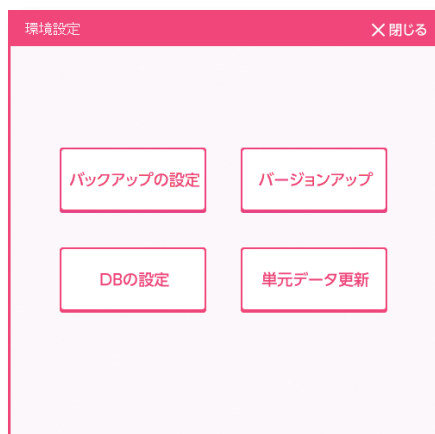 環境設定
×閉じる
バックアップの設定
バージョンアップ
DBの設定
単元データ更新